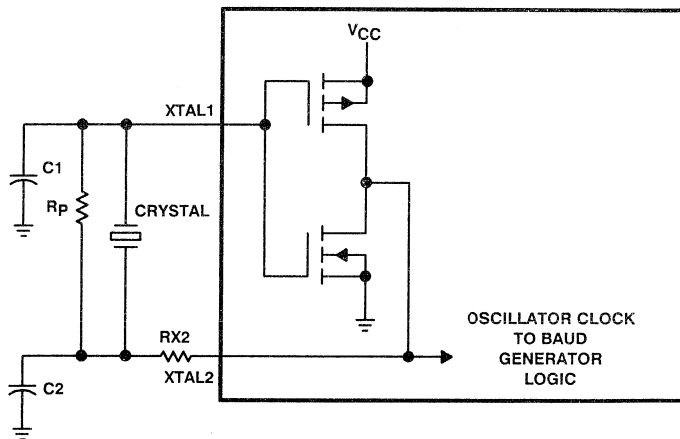 VCC
XTAL1
C1
RP
CRYSTAL
RX2
XTAL2
C2
OSCILLATOR CLOCK
TO BAUD
GENERATOR
LOGIC